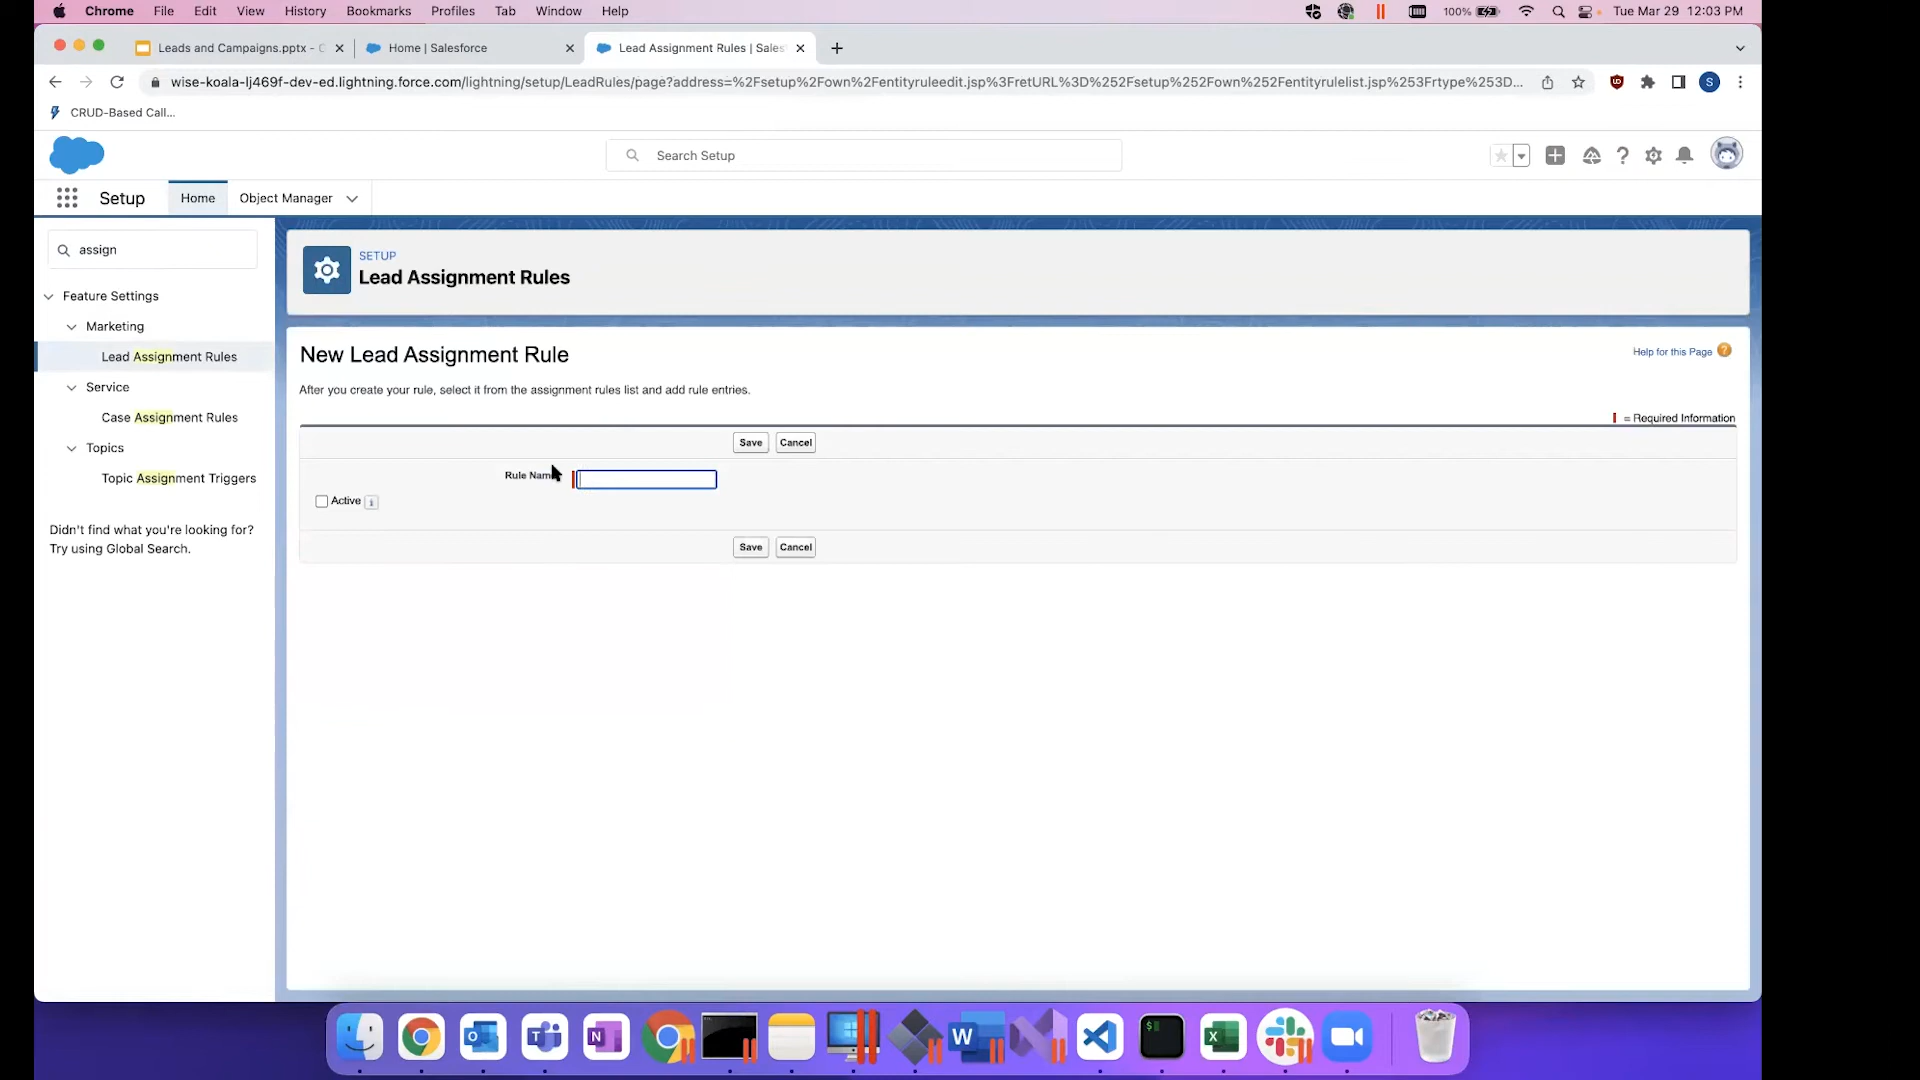 Chrome File Edit View History Bookmarks Profiles Tab Window Help 100% Tue Mar 29 12:03 PM
Leads and Campaigns.pptx - Home | Salesforce Lead Assignment Rules | Sales
wise-koala-lj469f-dev-ed.lightning.force.com/lightning/setup/LeadRules/page?address=%2Fsetup%2Fown%2Fentityruleedit.jsp%3FretURL%3D%252Fsetup%252Fown%252Fentityrulelist.jsp%253Frtype%253D...
S
CRUD-Based Call...
Search Setup
Setup Home Object Manager
assign
SETUP
Lead Assignment Rules
Feature Settings
Marketing
Lead Assignment Rules
Service
Case Assignment Rules
Topics
Topic Assignment Triggers
Didn't find what you're looking for?
Try using Global Search.
New Lead Assignment Rule
Help for this Page
After you create your rule, select it from the assignment rules list and add rule entries.
= Required Information
Save Cancel
Rule Name
Active
Save Cancel